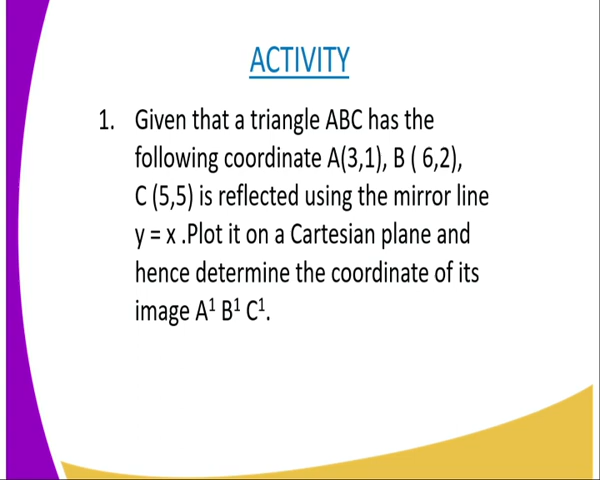 ACTIVITY
1. Given that a triangle ABC has the
following coordinate A(3,1), B ( 6,2),
C (5,5) is reflected using the mirror line
y = x .Plot it on a Cartesian plane and
hence determine the coordinate of its
image A¹ B¹ C¹.